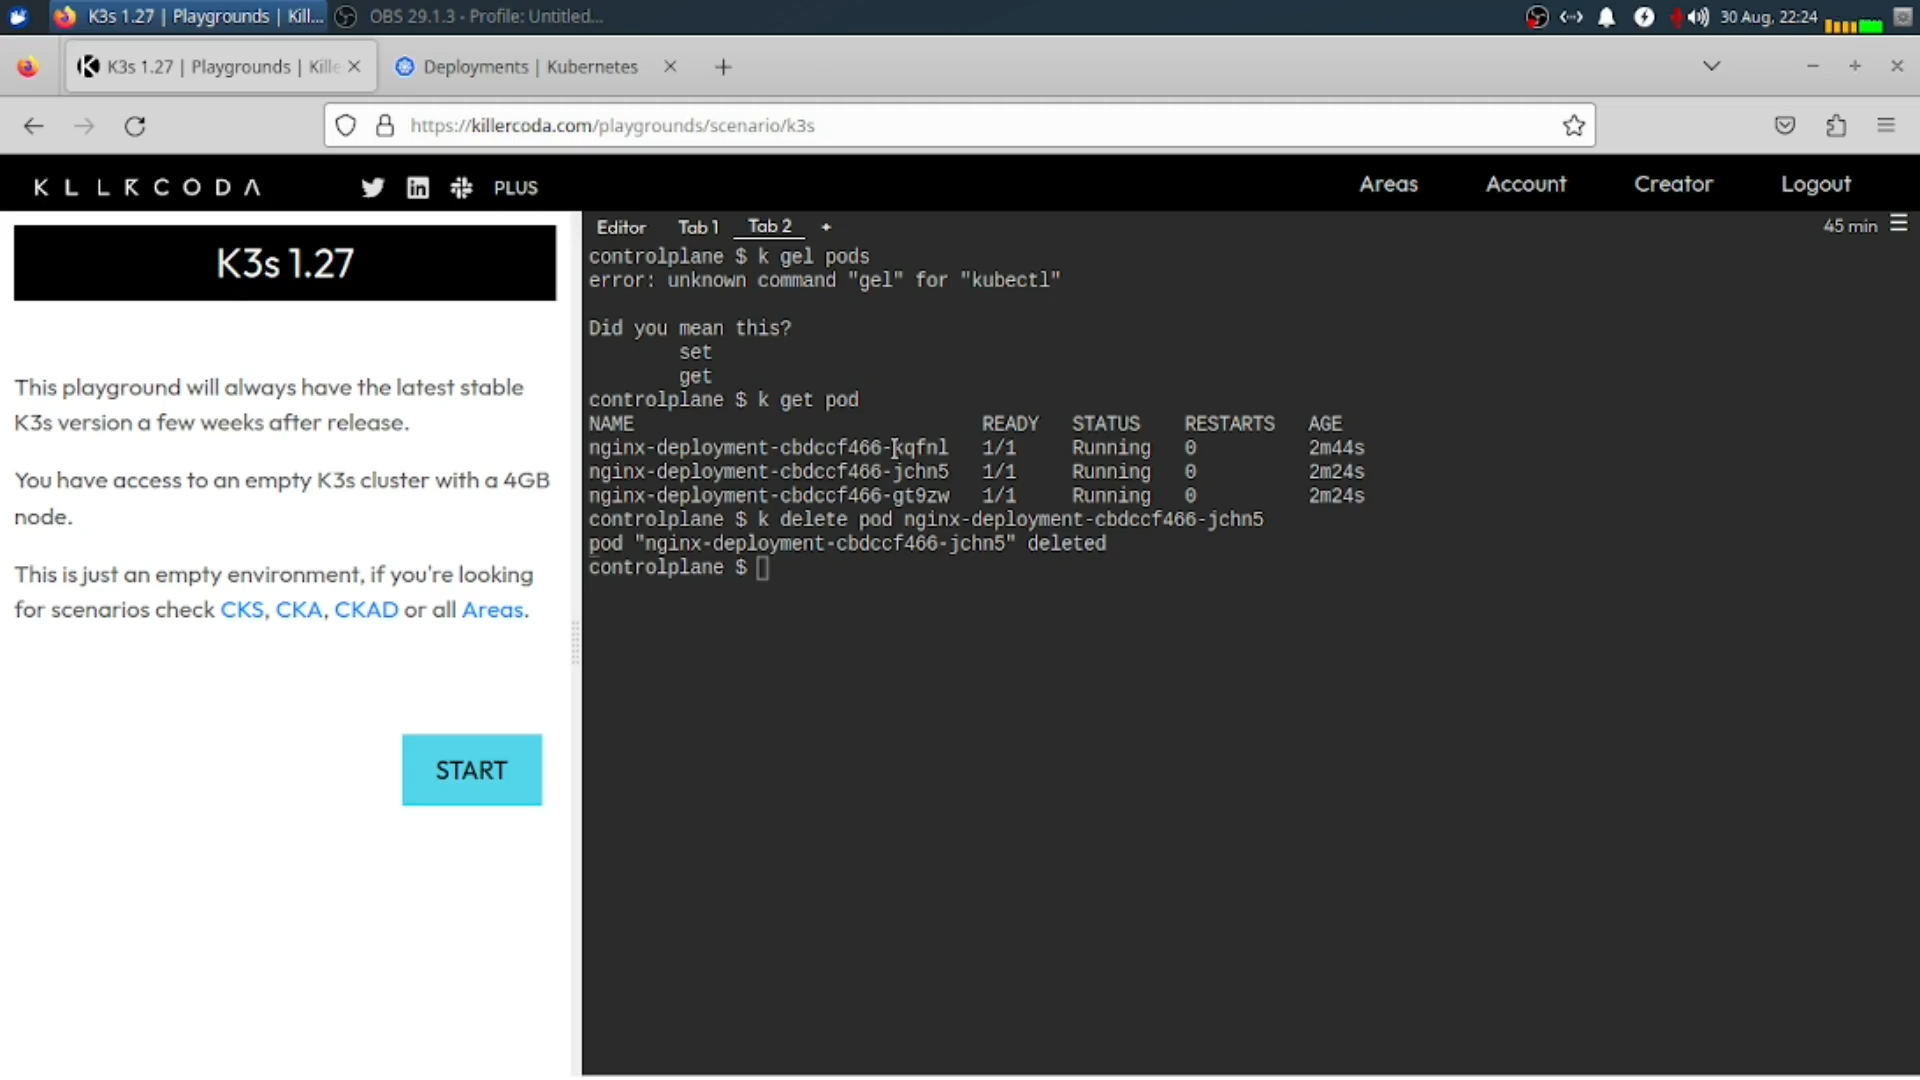 K3s 1.27 | Playgrounds | Kill...
OBS 29.1.3 - Profile: Untitled...
30 Aug, 22:24
K3s 1.27 | Playgrounds | Kille
Deployments | Kubernetes
https://killercoda.com/playgrounds/scenario/k3s
KLLRCODA
PLUS
Areas
Account
Creator
Logout
K3s 1.27
This playground will always have the latest stable
K3s version a few weeks after release.
You have access to an empty K3s cluster with a 4GB
node.
This is just an empty environment, if you're looking
for scenarios check CKS, CKA, CKAD or all Areas.
START
Editor
Tab 1
Tab 2
+
45 min
controlplane $ k gel pods
error: unknown command "gel" for "kubectl"
Did you mean this?
set
get
controlplane $ k get pod
NAME READY STATUS RESTARTS AGE
nginx-deployment-cbdccf466-kqfnl 1/1 Running 0 2m44s
nginx-deployment-cbdccf466-jchn5 1/1 Running 0 2m24s
nginx-deployment-cbdccf466-gt9zw 1/1 Running 0 2m24s
controlplane $ k delete pod nginx-deployment-cbdccf466-jchn5
pod "nginx-deployment-cbdccf466-jchn5" deleted
controlplane $